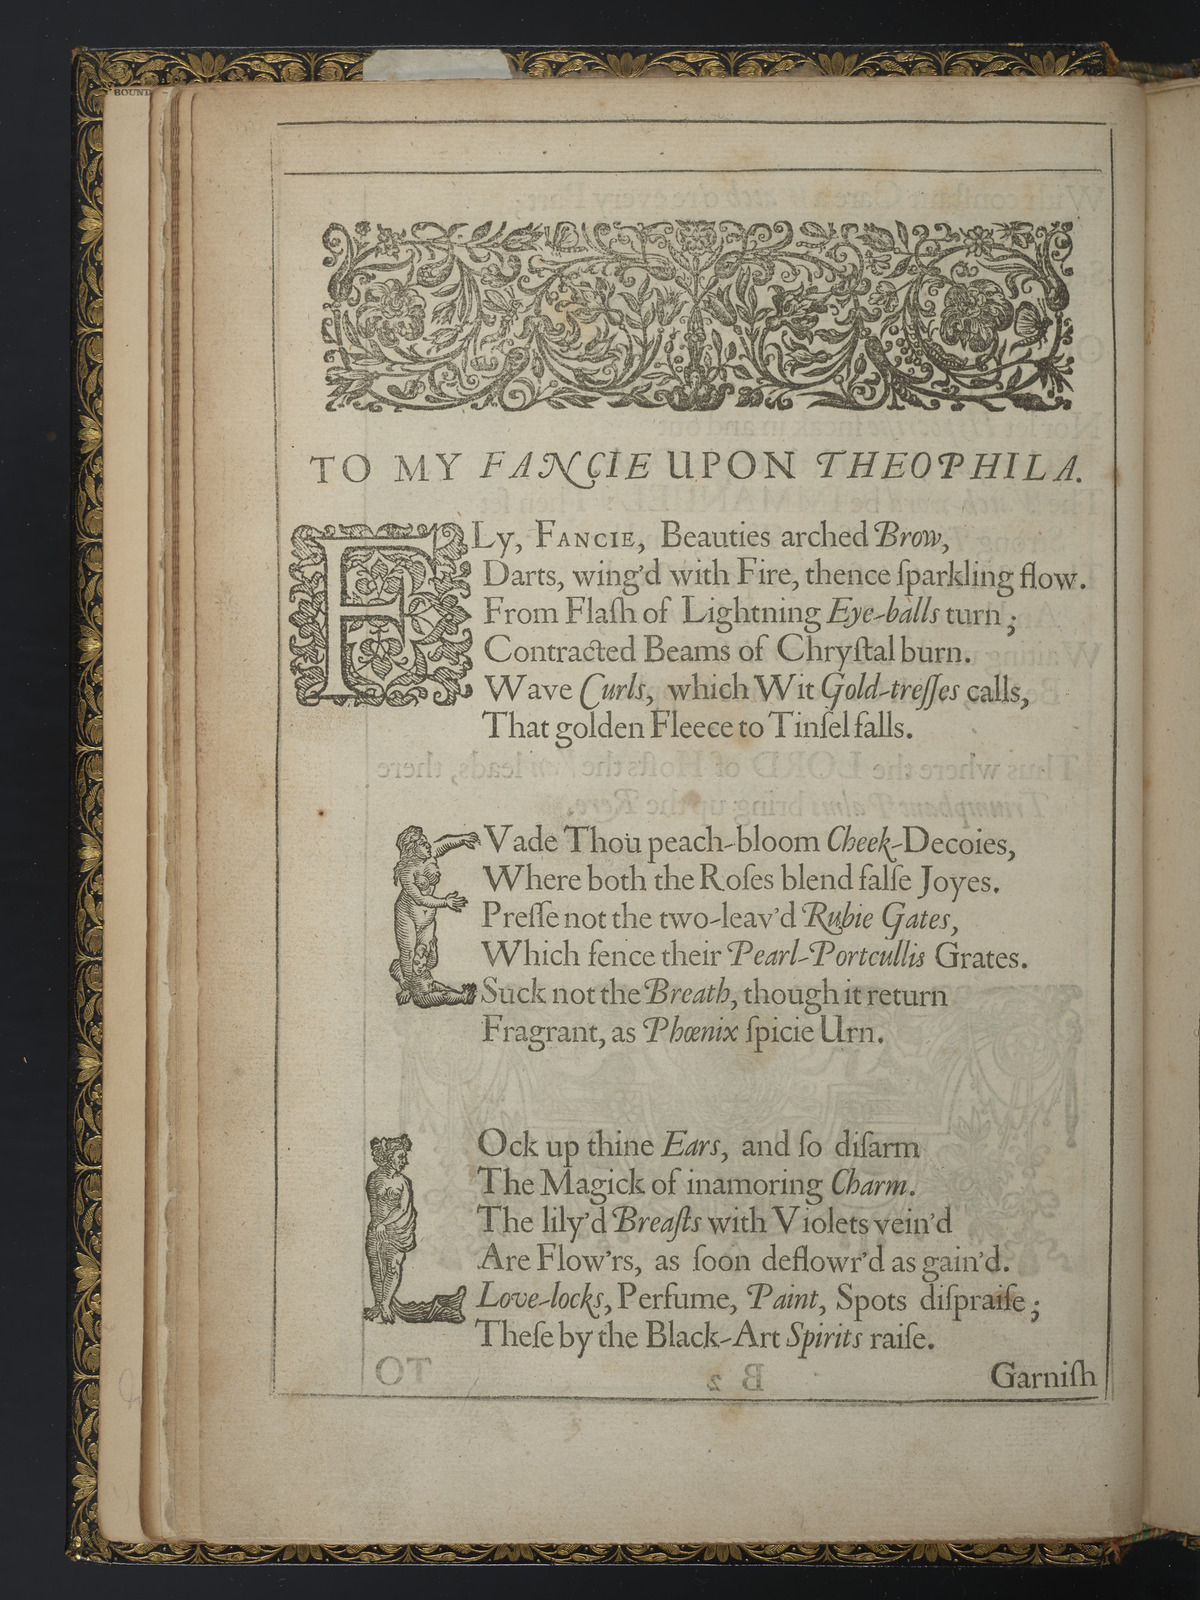 BOUND
TO MY FANCIE UPON THEOPHILA.
FLy, FANCIE, Beauties arched Brow,
Darts, wing'd with Fire, thence ſparkling flow.
From Flaſh of Lightning Eye-balls turn;
Contracted Beams of Chryſtal burn.
Wave Curls, which Wit Gold-treſſes calls,
That golden Fleece to Tinſel falls.
EVade Thou peach-bloom Cheek-Decoies,
Where both the Roſes blend falſe Joyes.
Preſſe not the two-leav'd Rubie Gates,
Which fence their Pearl-Portcullis Grates.
Suck not the Breath, though it return
Fragrant, as Phœnix ſpicie Urn.
LOck up thine Ears, and ſo diſarm
The Magick of inamoring Charm.
The lily'd Breaſts with Violets vein'd
Are Flow'rs, as ſoon deflowr'd as gain'd.
Love-locks, Perfume, Paint, Spots diſpraiſe;
Theſe by the Black-Art Spirits raiſe.
Garniſh